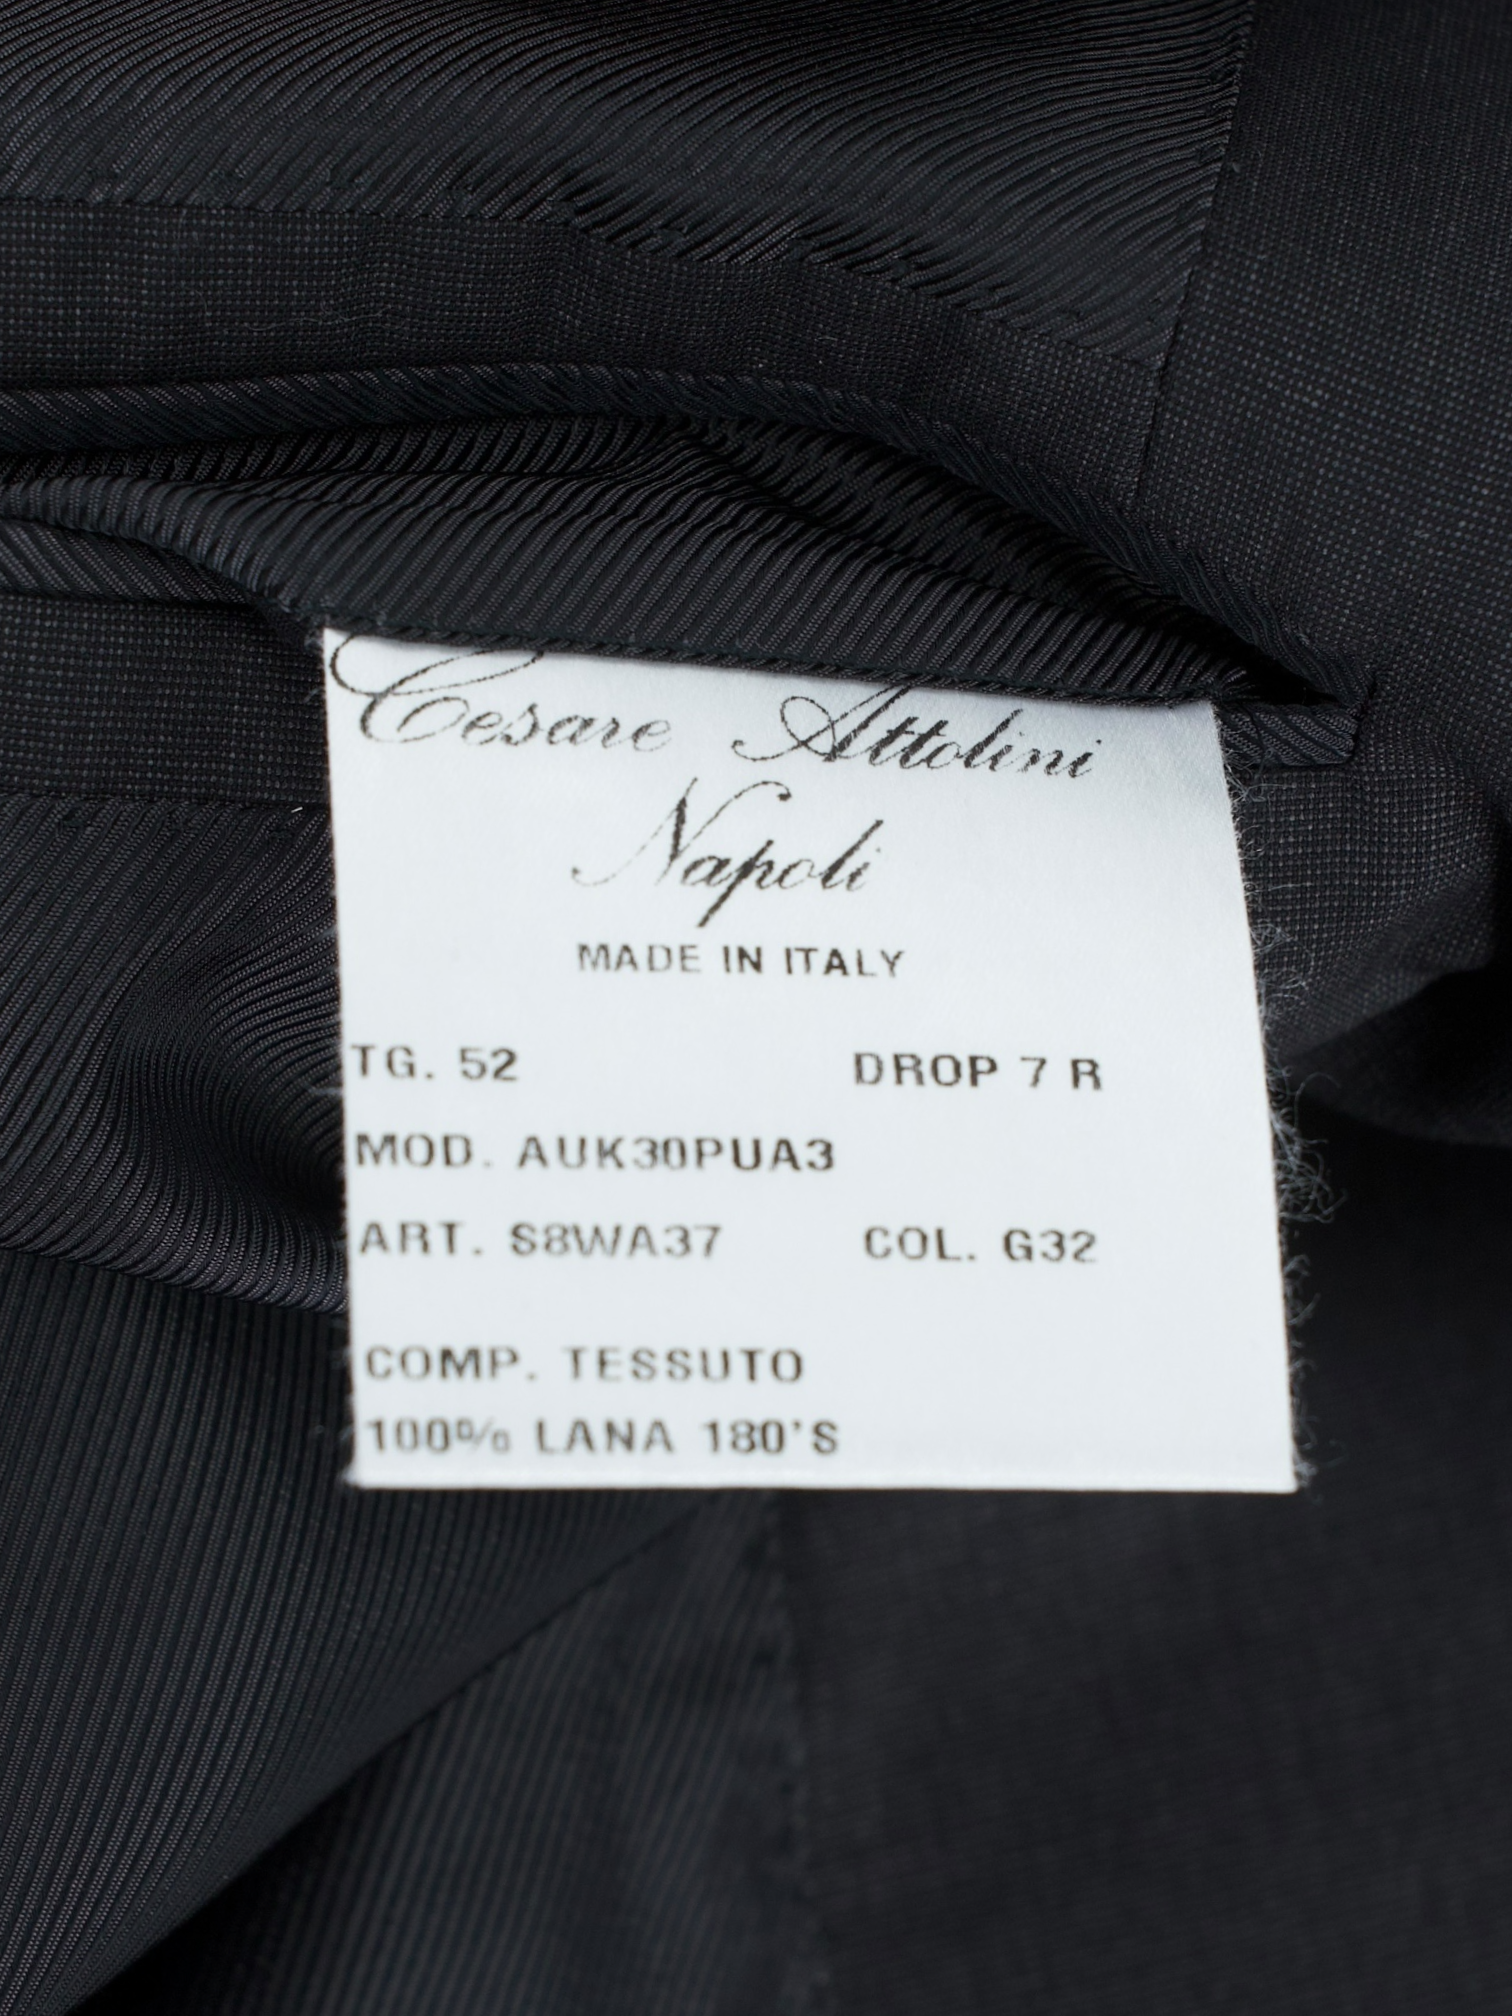 Cesare Attolini
Napoli
MADE IN ITALY
TG. 52 DROP 7 R
MOD. AUK30PUA3
ART. S8WA37 COL. G32
COMP. TESSUTO
100% LANA 180'S